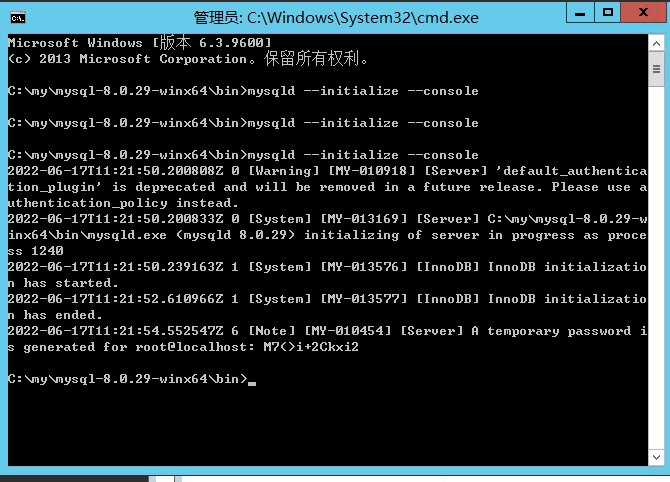 管理员: C:\Windows\System32\cmd.exe
Microsoft Windows [版本 6.3.9600]
(c) 2013 Microsoft Corporation。保留所有权利。
C:\my\mysql-8.0.29-winx64\bin>mysqld --initialize --console
C:\my\mysql-8.0.29-winx64\bin>mysqld --initialize --console
C:\my\mysql-8.0.29-winx64\bin>mysqld --initialize --console
2022-06-17T11:21:50.200808Z 0 [Warning] [MY-010918] [Server] 'default_authentica
tion_plugin' is deprecated and will be removed in a future release. Please use a
uthentication_policy instead.
2022-06-17T11:21:50.200833Z 0 [System] [MY-013169] [Server] C:\my\mysql-8.0.29-w
inx64\bin\mysqld.exe (mysqld 8.0.29) initializing of server in progress as proce
ss 1240
2022-06-17T11:21:50.239163Z 1 [System] [MY-013576] [InnoDB] InnoDB initializatio
n has started.
2022-06-17T11:21:52.610966Z 1 [System] [MY-013577] [InnoDB] InnoDB initializatio
n has ended.
2022-06-17T11:21:54.552547Z 6 [Note] [MY-010454] [Server] A temporary password i
s generated for root@localhost: M7<>i+2Ckxi2
C:\my\mysql-8.0.29-winx64\bin>